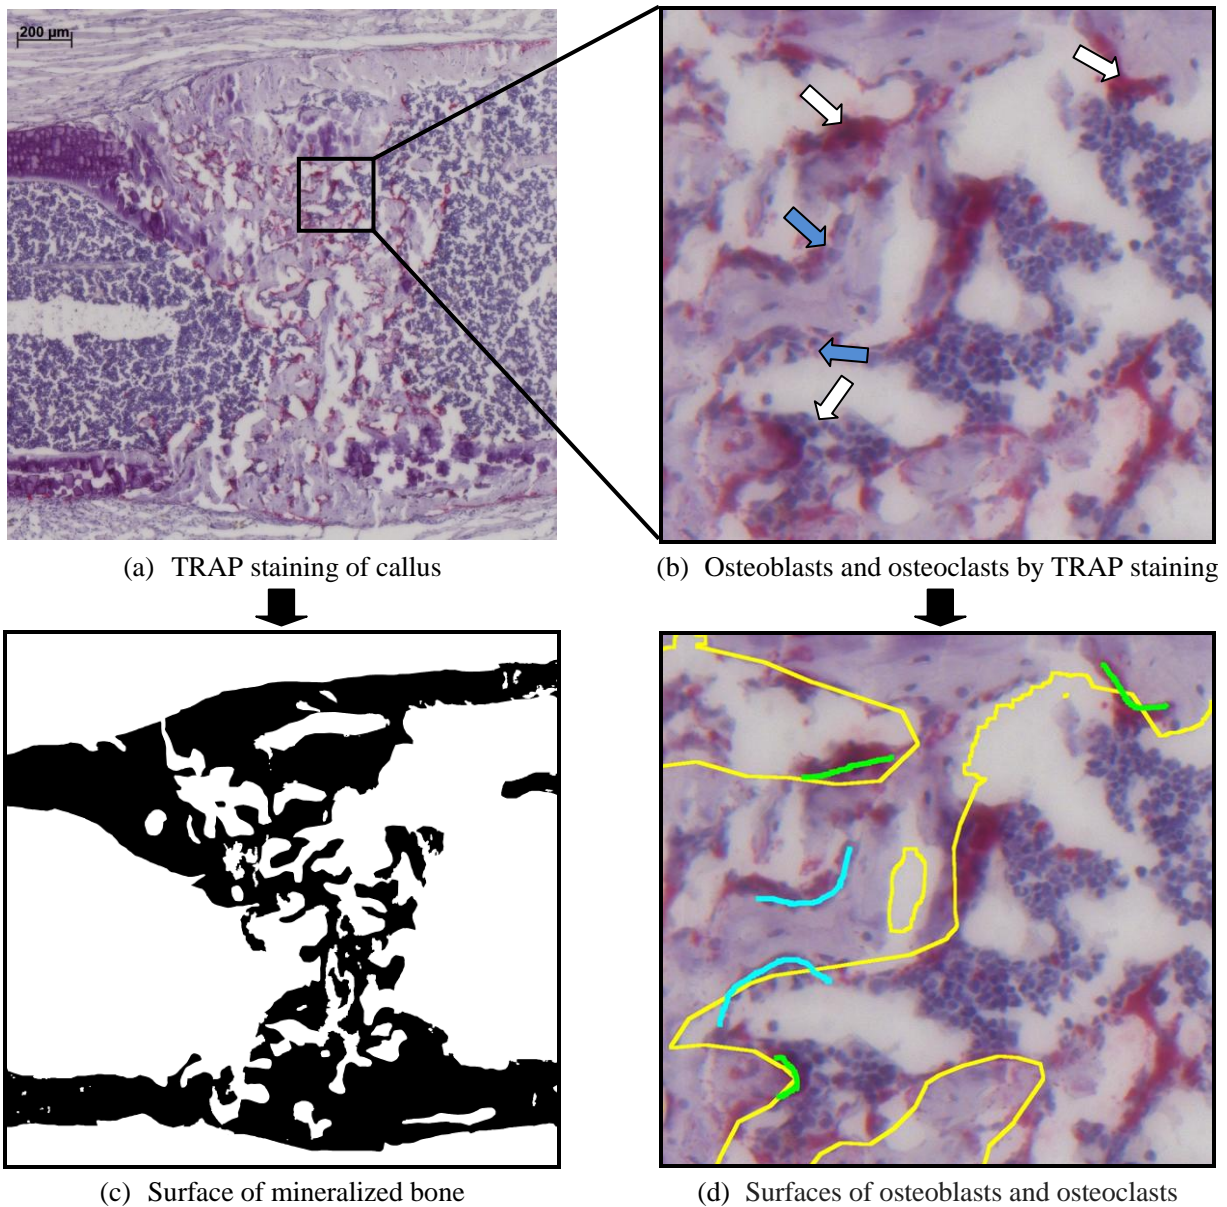 200 µm
(a) TRAP staining of callus
(b) Osteoblasts and osteoclasts by TRAP staining
(c) Surface of mineralized bone
(d) Surfaces of osteoblasts and osteoclasts